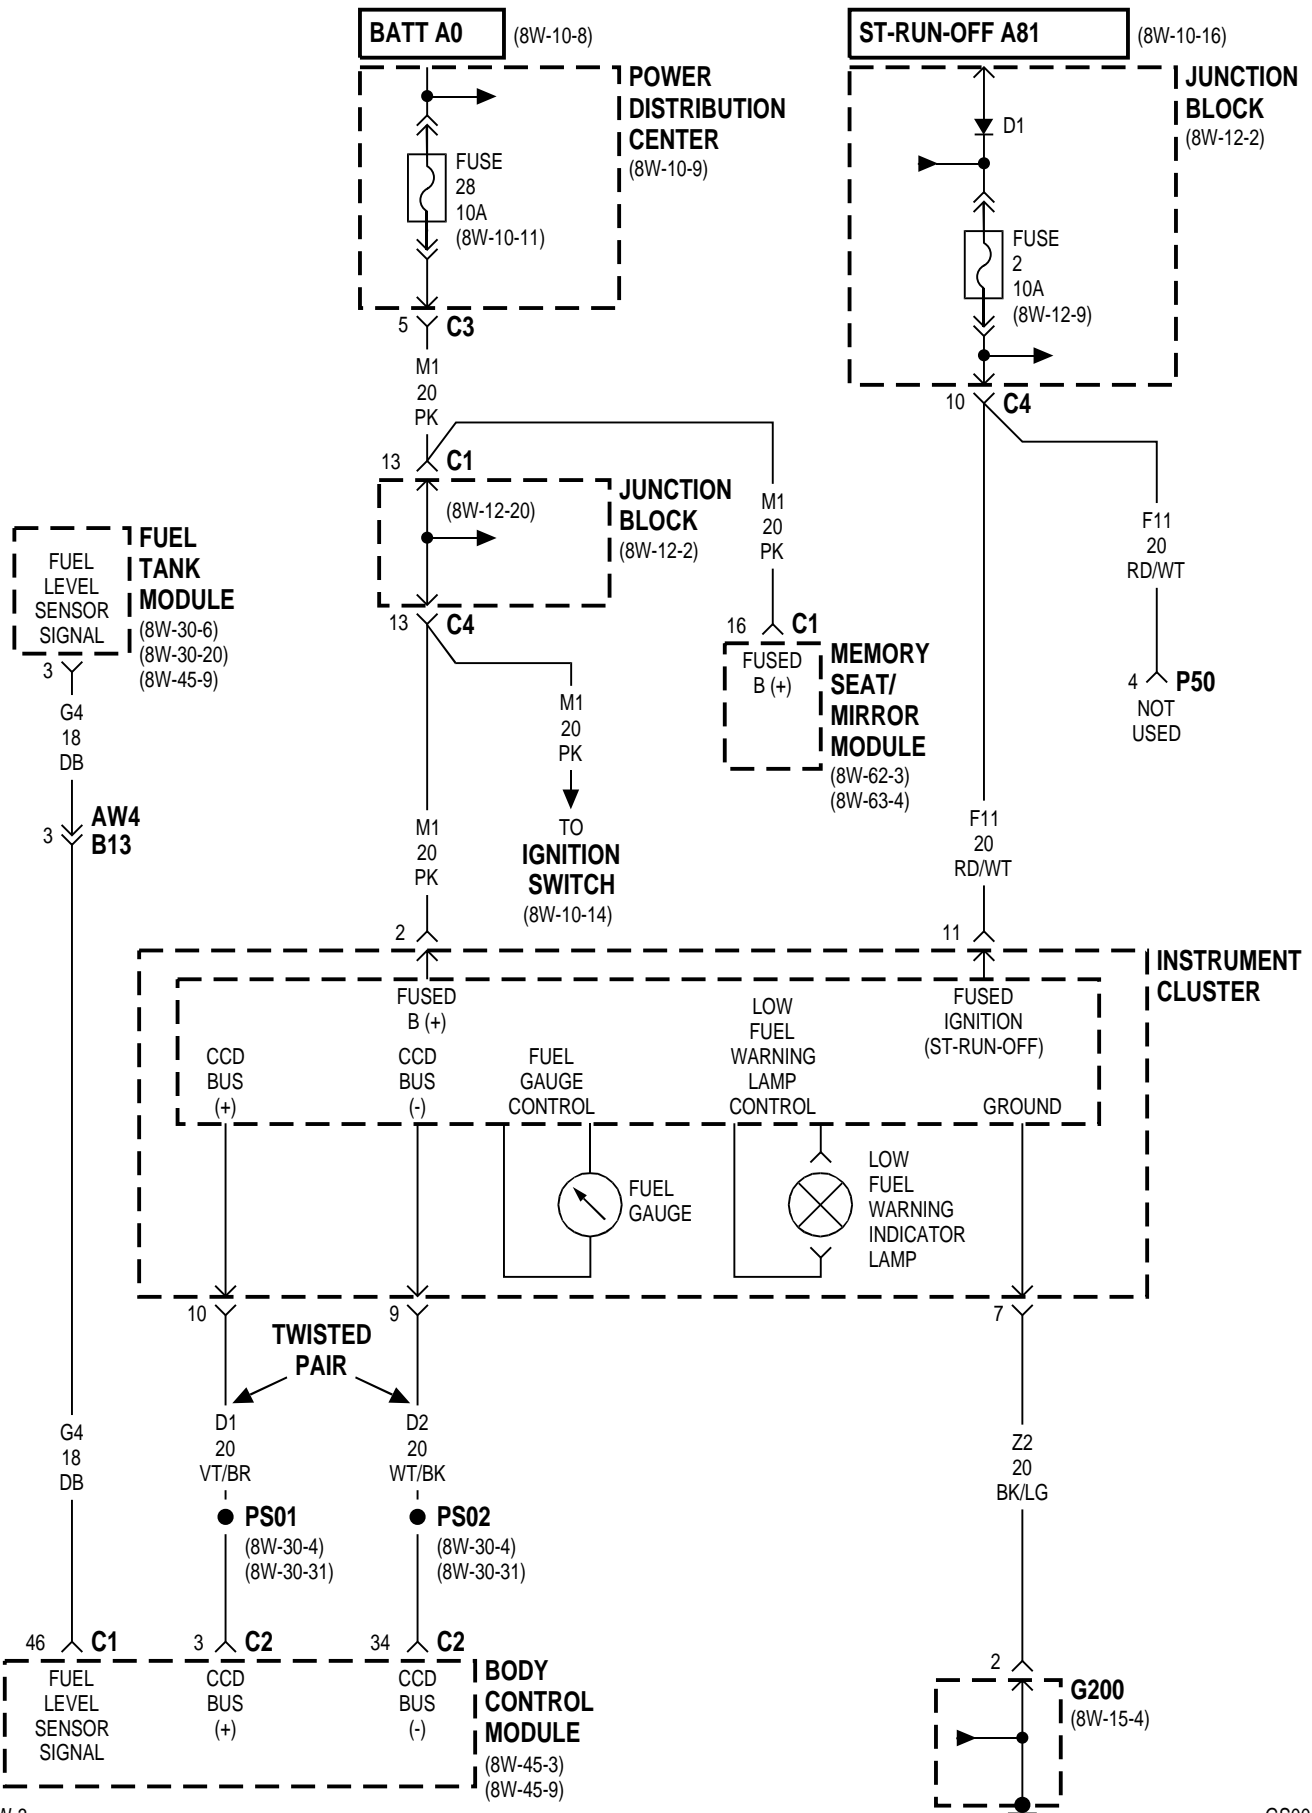 BATT A0
(8W-10-8)
ST-RUN-OFF A81
(8W-10-16)
POWER
DISTRIBUTION
CENTER
(8W-10-9)
FUSE
28
10A
(8W-10-11)
5
C3
M1
20
PK
JUNCTION
BLOCK
(8W-12-2)
D1
FUSE
2
10A
(8W-12-9)
10
C4
13
C1
(8W-12-20)
JUNCTION
BLOCK
(8W-12-2)
13
C4
M1
20
PK
F11
20
RD/WT
FUEL
LEVEL
SENSOR
SIGNAL
FUEL
TANK
MODULE
(8W-30-6)
(8W-30-20)
(8W-45-9)
3
G4
18
DB
16
C1
FUSED
B (+)
MEMORY
SEAT/
MIRROR
MODULE
(8W-62-3)
(8W-63-4)
4
P50
NOT
USED
M1
20
PK
TO
IGNITION
SWITCH
(8W-10-14)
3
AW4
B13
M1
20
PK
F11
20
RD/WT
2
11
INSTRUMENT
CLUSTER
FUSED
B (+)
FUSED
IGNITION
(ST-RUN-OFF)
CCD
BUS
(+)
CCD
BUS
(-)
FUEL
GAUGE
CONTROL
LOW
FUEL
WARNING
LAMP
CONTROL
GROUND
FUEL
GAUGE
LOW
FUEL
WARNING
INDICATOR
LAMP
10
9
7
TWISTED
PAIR
G4
18
DB
D1
20
VT/BR
D2
20
WT/BK
Z2
20
BK/LG
PS01
(8W-30-4)
(8W-30-31)
PS02
(8W-30-4)
(8W-30-31)
46
C1
3
C2
34
C2
FUEL
LEVEL
SENSOR
SIGNAL
CCD
BUS
(+)
CCD
BUS
(-)
BODY
CONTROL
MODULE
(8W-45-3)
(8W-45-9)
2
G200
(8W-15-4)